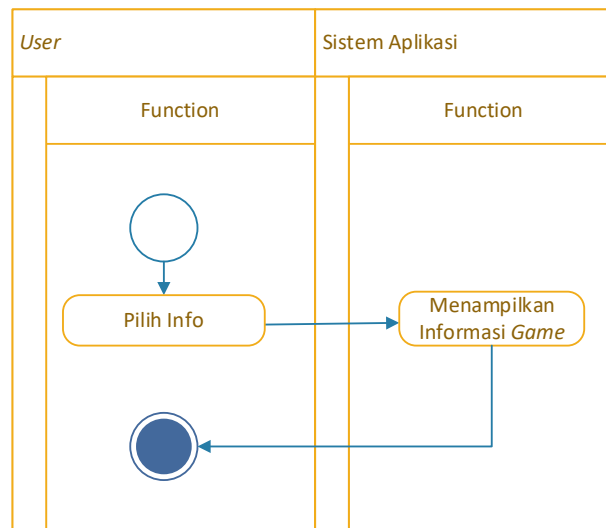 User
Sistem Aplikasi
Function
Function
Pilih Info
Menampilkan
Informasi Game